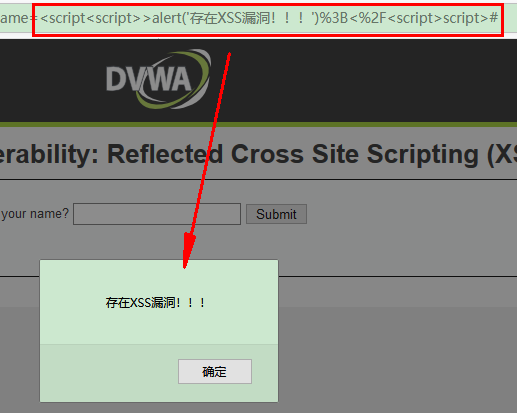 ame=<script<script>>alert('存在XSS漏洞！！！')%3B<%2F<script>script>#
DVWA
erability: Reflected Cross Site Scripting (XS
your name? Submit
存在XSS漏洞！！！
确定